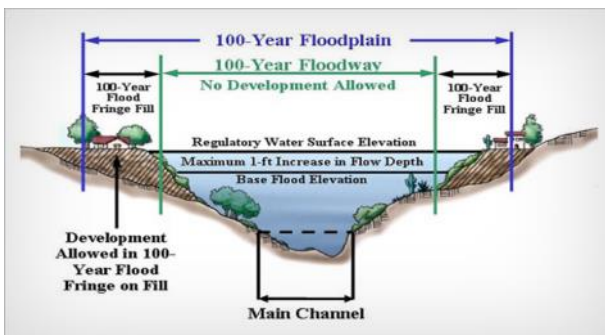 100-Year Floodplain
100-Year Floodway
No Development Allowed
100-Year
Flood
Fringe Fill
100-Year
Flood
Fringe Fill
Regulatory Water Surface Elevation
Maximum 1-ft Increase in Flow Depth
Base Flood Elevation
Development
Allowed in 100-
Year Flood
Fringe on Fill
Main Channel